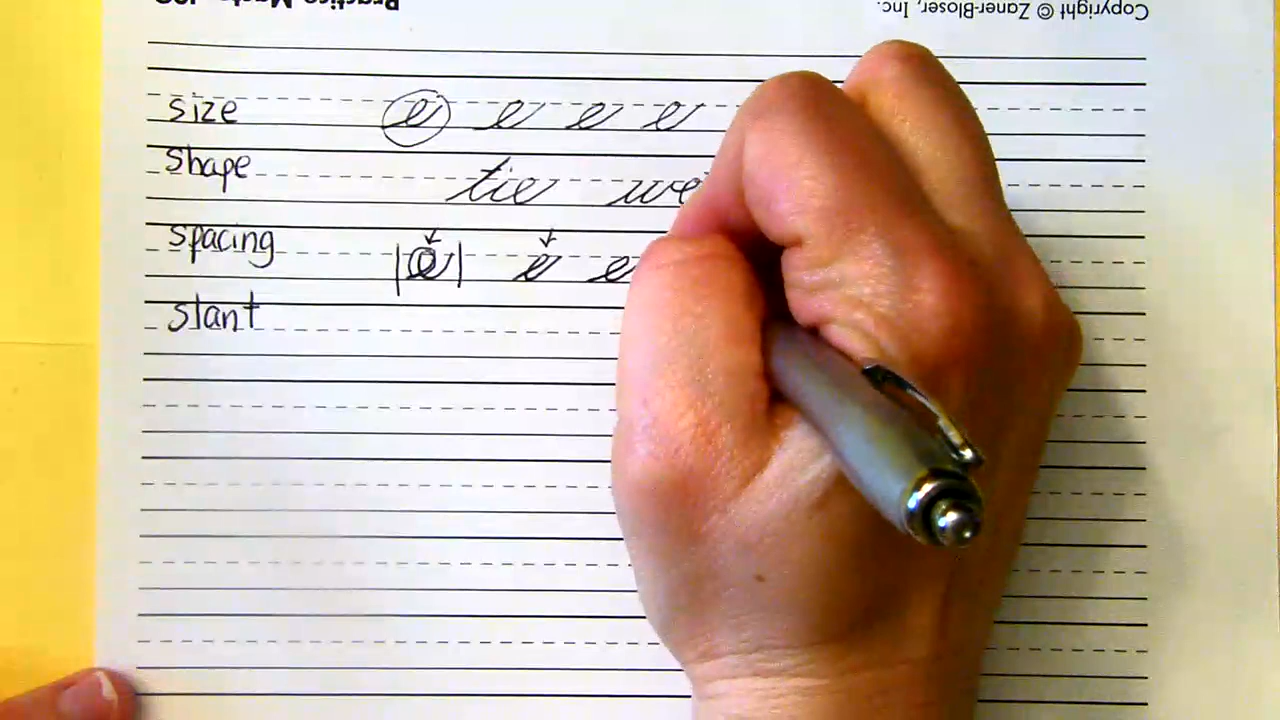 Copyright © Zaner-Bloser, Inc.
size e e e e
shape tie we
spacing e e e
slant